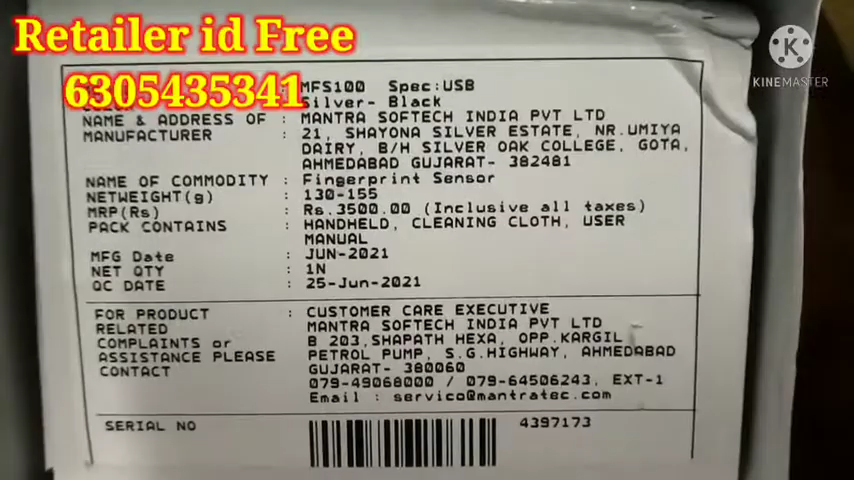 Retailer id Free
6305435341
MFS100 Spec:USB
Silver- Black
NAME & ADDRESS OF : MANTRA SOFTECH INDIA PVT LTD
MANUFACTURER : 21, SHAYONA SILVER ESTATE, NR.UMIYA
DAIRY, B/H SILVER OAK COLLEGE, GOTA,
AHMEDABAD GUJARAT- 382481
NAME OF COMMODITY : Fingerprint Sensor
NETWEIGHT(g) : 130-155
MRP(Rs) : Rs.3500.00 (Inclusive all taxes)
PACK CONTAINS : HANDHELD, CLEANING CLOTH, USER
MANUAL
MFG Date : JUN-2021
NET QTY : 1N
QC DATE : 25-Jun-2021
FOR PRODUCT : CUSTOMER CARE EXECUTIVE
RELATED MANTRA SOFTECH INDIA PVT LTD
COMPLAINTS or B 203,SHAPATH HEXA, OPP.KARGIL
ASSISTANCE PLEASE PETROL PUMP, S.G.HIGHWAY, AHMEDABAD
CONTACT GUJARAT- 380060
079-49068000 / 079-64506243, EXT-1
Email : servico@mantratec.com
SERIAL NO 4397173
K
KINEMASTER